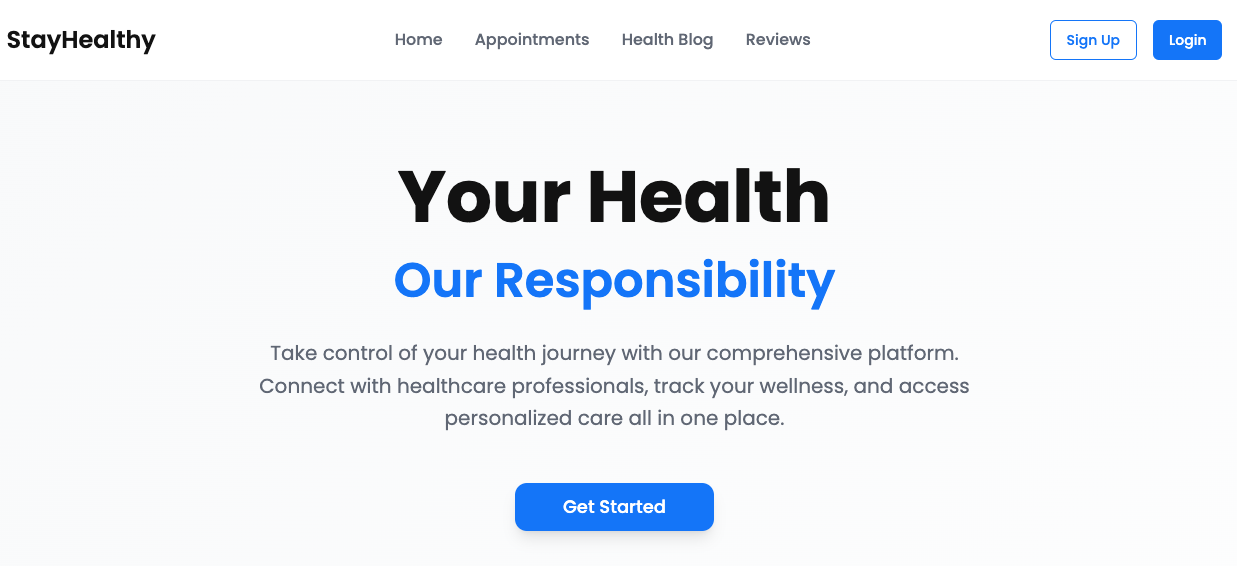 StayHealthy
Home
Appointments
Health Blog
Reviews
Sign Up
Login
Your Health
Our Responsibility
Take control of your health journey with our comprehensive platform.
Connect with healthcare professionals, track your wellness, and access
personalized care all in one place.
Get Started